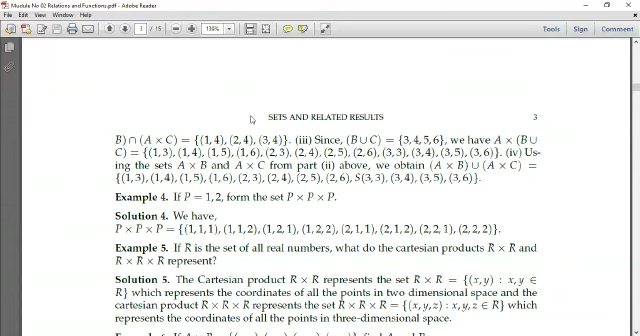 Module No 02 Relations and Functions.pdf - Adobe Reader
File Edit View Window Help
3 / 15 136% Tools Sign Comment
SETS AND RELATED RESULTS 3
B) ∩ (A × C) = {(1, 4), (2, 4), (3, 4)}. (iii) Since, (B ∪ C) = {3, 4, 5, 6}, we have A × (B ∪
C) = {(1, 3), (1, 4), (1, 5), (1, 6), (2, 3), (2, 4), (2, 5), (2, 6), (3, 3), (3, 4), (3, 5), (3, 6)}. (iv) Us-
ing the sets A × B and A × C from part (ii) above, we obtain (A × B) ∪ (A × C) =
{(1, 3), (1, 4), (1, 5), (1, 6), (2, 3), (2, 4), (2, 5), (2, 6), S(3, 3), (3, 4), (3, 5), (3, 6)}.
Example 4. If P = 1, 2, form the set P × P × P.
Solution 4. We have,
P × P × P = {(1, 1, 1), (1, 1, 2), (1, 2, 1), (1, 2, 2), (2, 1, 1), (2, 1, 2), (2, 2, 1), (2, 2, 2)}.
Example 5. If R is the set of all real numbers, what do the cartesian products R × R and
R × R × R represent?
Solution 5. The Cartesian product R × R represents the set R × R = {(x, y) : x, y ∈
R} which represents the coordinates of all the points in two dimensional space and the
cartesian product R × R × R represents the set R × R × R = {(x, y, z) : x, y, z ∈ R} which
represents the coordinates of all the points in three-dimensional space.